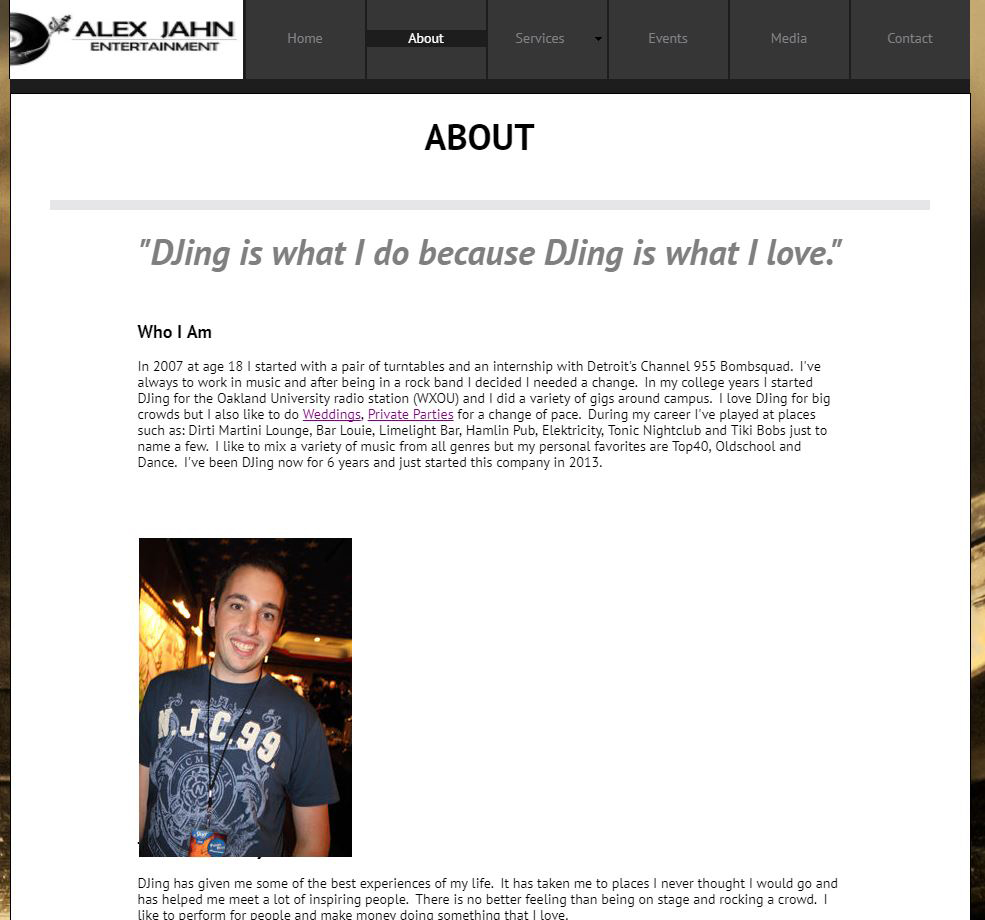 ALEX JAHN
ENTERTAINMENT
Home
About
Services
Events
Media
Contact
ABOUT
"DJing is what I do because DJing is what I love."
Who I Am
In 2007 at age 18 I started with a pair of turntables and an internship with Detroit's Channel 955 Bombsquad. I've
always to work in music and after being in a rock band I decided I needed a change. In my college years I started
DJing for the Oakland University radio station (WXOU) and I did a variety of gigs around campus. I love DJing for big
crowds but I also like to do Weddings, Private Parties for a change of pace. During my career I've played at places
such as: Dirti Martini Lounge, Bar Louie, Limelight Bar, Hamlin Pub, Elektricity, Tonic Nightclub and Tiki Bobs just to
name a few. I like to mix a variety of music from all genres but my personal favorites are Top40, Oldschool and
Dance. I've been DJing now for 6 years and just started this company in 2013.
N.J.C.99.
DJing has given me some of the best experiences of my life. It has taken me to places I never thought I would go and
has helped me meet a lot of inspiring people. There is no better feeling than being on stage and rocking a crowd. I
like to perform for people and make money doing something that I love.